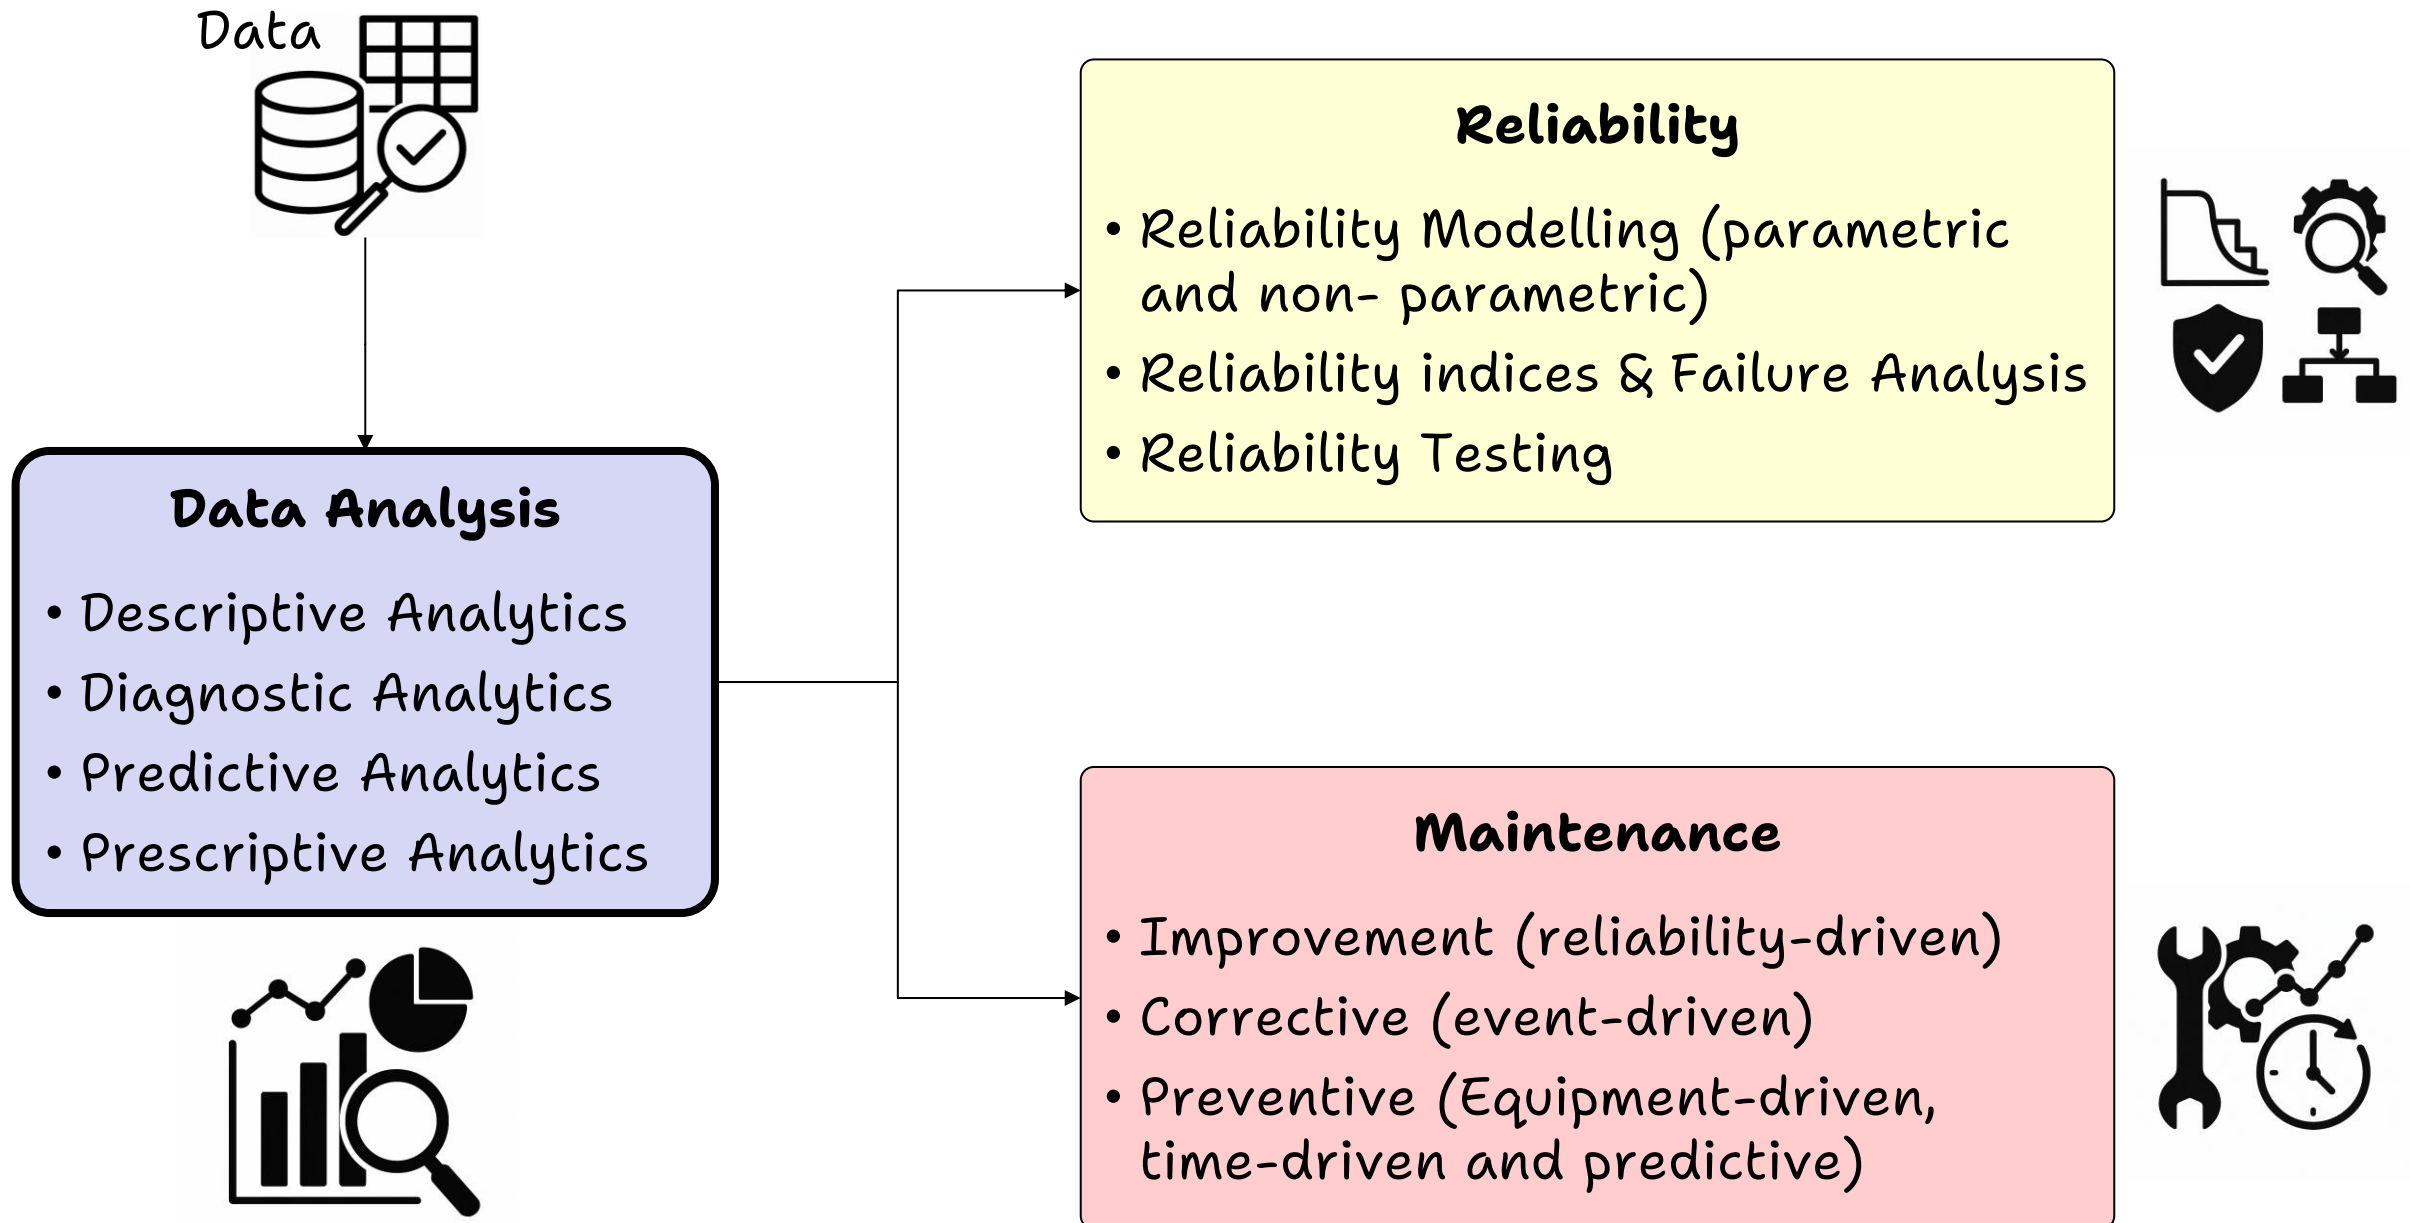 Data
Data Analysis
• Descriptive Analytics
• Diagnostic Analytics
• Predictive Analytics
• Prescriptive Analytics
Reliability
• Reliability Modelling (parametric
and non- parametric)
• Reliability indices & Failure Analysis
• Reliability Testing
Maintenance
• Improvement (reliability-driven)
• Corrective (event-driven)
• Preventive (Equipment-driven,
time-driven and predictive)